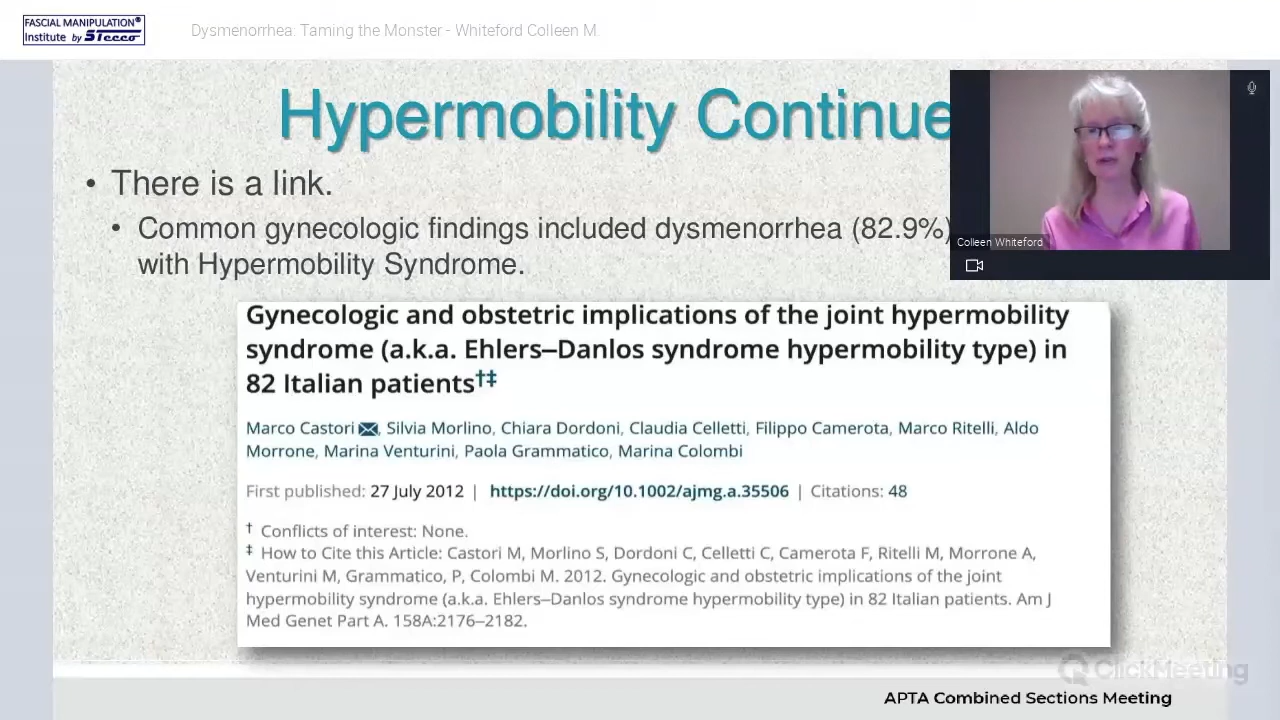 FASCIAL MANIPULATION®
Institute by Stecco
Dysmenorrhea: Taming the Monster - Whiteford Colleen M.
Hypermobility Continue
• There is a link.
• Common gynecologic findings included dysmenorrhea (82.9%)
with Hypermobility Syndrome.
Colleen Whiteford
Gynecologic and obstetric implications of the joint hypermobility
syndrome (a.k.a. Ehlers–Danlos syndrome hypermobility type) in
82 Italian patients†‡
Marco Castori, Silvia Morlino, Chiara Dordoni, Claudia Celletti, Filippo Camerota, Marco Ritelli, Aldo
Morrone, Marina Venturini, Paola Grammatico, Marina Colombi
First published: 27 July 2012 | https://doi.org/10.1002/ajmg.a.35506 | Citations: 48
† Conflicts of interest: None.
‡ How to Cite this Article: Castori M, Morlino S, Dordoni C, Celletti C, Camerota F, Ritelli M, Morrone A,
Venturini M, Grammatico, P, Colombi M. 2012. Gynecologic and obstetric implications of the joint
hypermobility syndrome (a.k.a. Ehlers–Danlos syndrome hypermobility type) in 82 Italian patients. Am J
Med Genet Part A. 158A:2176–2182.
ClickMeeting
APTA Combined Sections Meeting